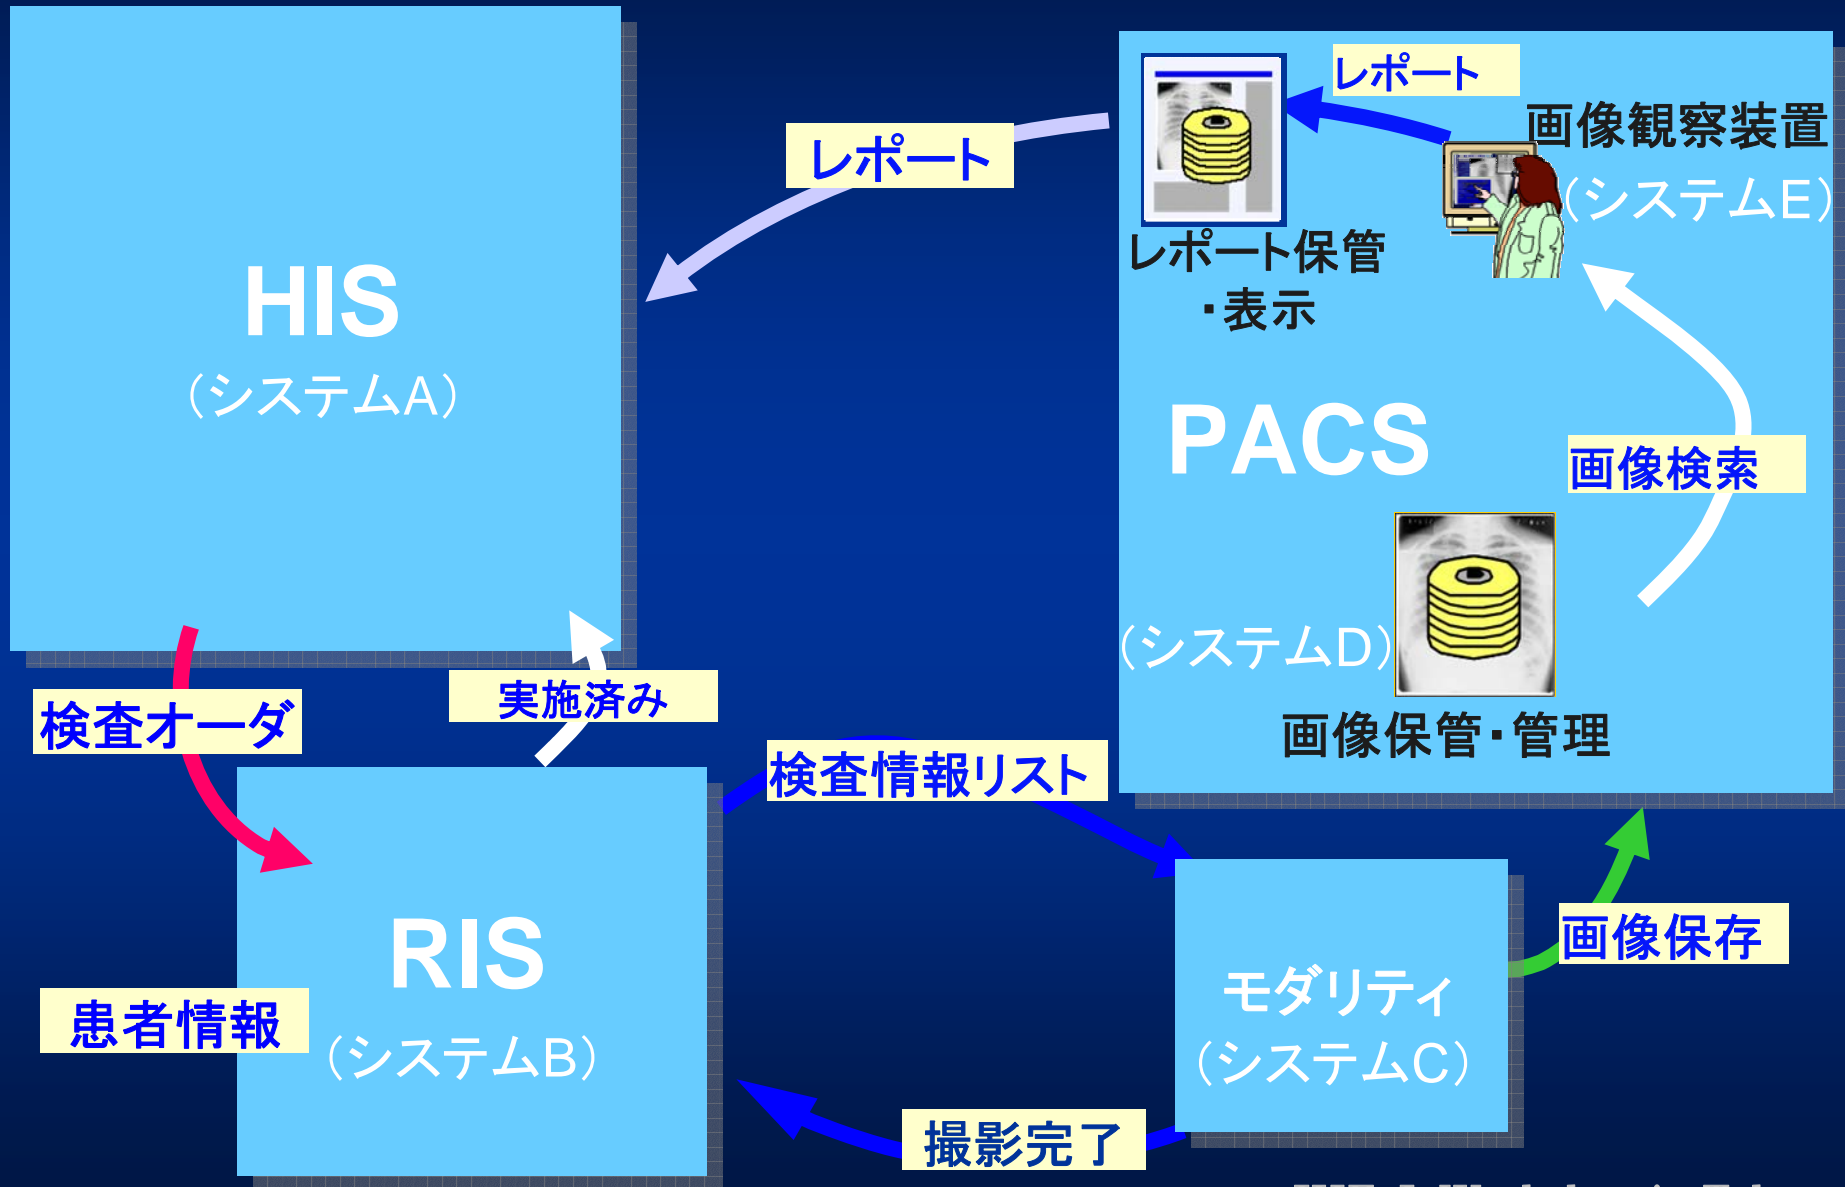 HIS
（システムA）
レポート
レポート
画像観察装置
（システムE）
レポート保管
・表示
PACS
画像検索
（システムD）
画像保管・管理
検査オーダ
実施済み
検査情報リスト
RIS
（システムB）
患者情報
モダリティ
（システムC）
画像保存
撮影完了